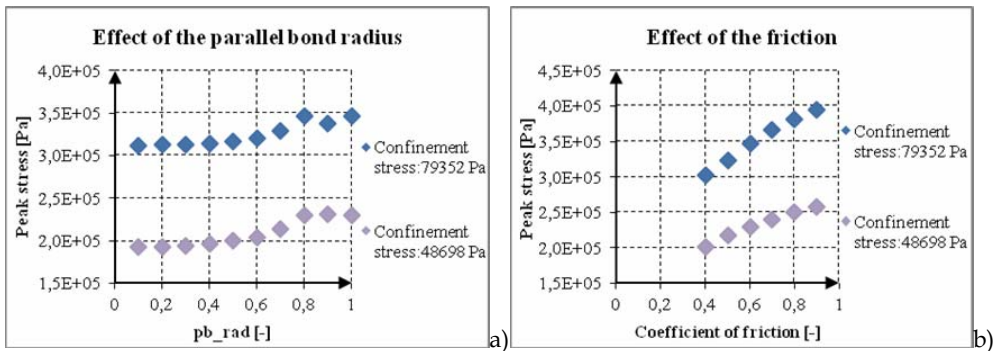 Effect of the parallel bond radius
4,0E+05
3,5E+05
3,0E+05
2,5E+05
2,0E+05
1,5E+05
Peak stress [Pa]
0 0,2 0,4 0,6 0,8 1
pb_rad [-]
Confinement
stress:79352 Pa
Confinement
stress:48698 Pa
a)
Effect of the friction
4,5E+05
4,0E+05
3,5E+05
3,0E+05
2,5E+05
2,0E+05
1,5E+05
Peak stress [Pa]
0 0,2 0,4 0,6 0,8 1
Coefficient of friction [-]
Confinement
stress:79352 Pa
Confinement
stress:48698 Pa
b)